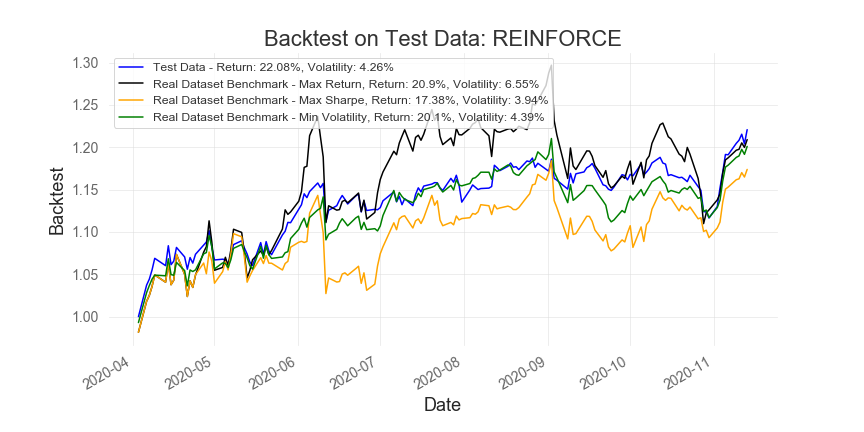 Backtest on Test Data: REINFORCE
1.30
1.25
1.20
1.15
1.10
1.05
1.00
Backtest
Test Data - Return: 22.08%, Volatility: 4.26%
Real Dataset Benchmark - Max Return, Return: 20.9%, Volatility: 6.55%
Real Dataset Benchmark - Max Sharpe, Return: 17.38%, Volatility: 3.94%
Real Dataset Benchmark - Min Volatility, Return: 20.1%, Volatility: 4.39%
2020-04
2020-05
2020-06
2020-07
2020-08
2020-09
2020-10
2020-11
Date